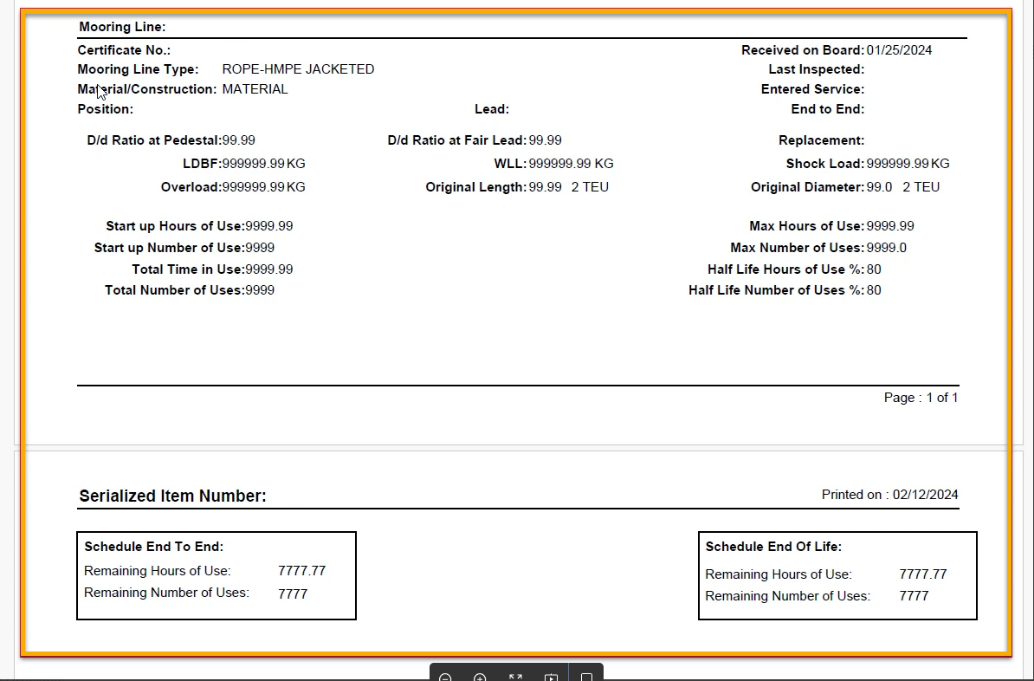 Mooring Line:
Certificate No.: Received on Board: 01/25/2024
Mooring Line Type: ROPE-HMPE JACKETED Last Inspected:
Material/Construction: MATERIAL Entered Service:
Position: Lead: End to End:
D/d Ratio at Pedestal:99.99 D/d Ratio at Fair Lead: 99.99 Replacement:
LDBF:999999.99 KG WLL: 999999.99 KG Shock Load: 999999.99 KG
Overload:999999.99 KG Original Length: 99.99 2 TEU Original Diameter: 99.0 2 TEU
Start up Hours of Use:9999.99 Max Hours of Use: 9999.99
Start up Number of Use:9999 Max Number of Uses: 9999.0
Total Time in Use:9999.99 Half Life Hours of Use %: 80
Total Number of Uses:9999 Half Life Number of Uses %: 80
Page : 1 of 1
Serialized Item Number: Printed on : 02/12/2024
Schedule End To End: Schedule End Of Life:
Remaining Hours of Use: 7777.77 Remaining Hours of Use: 7777.77
Remaining Number of Uses: 7777 Remaining Number of Uses: 7777